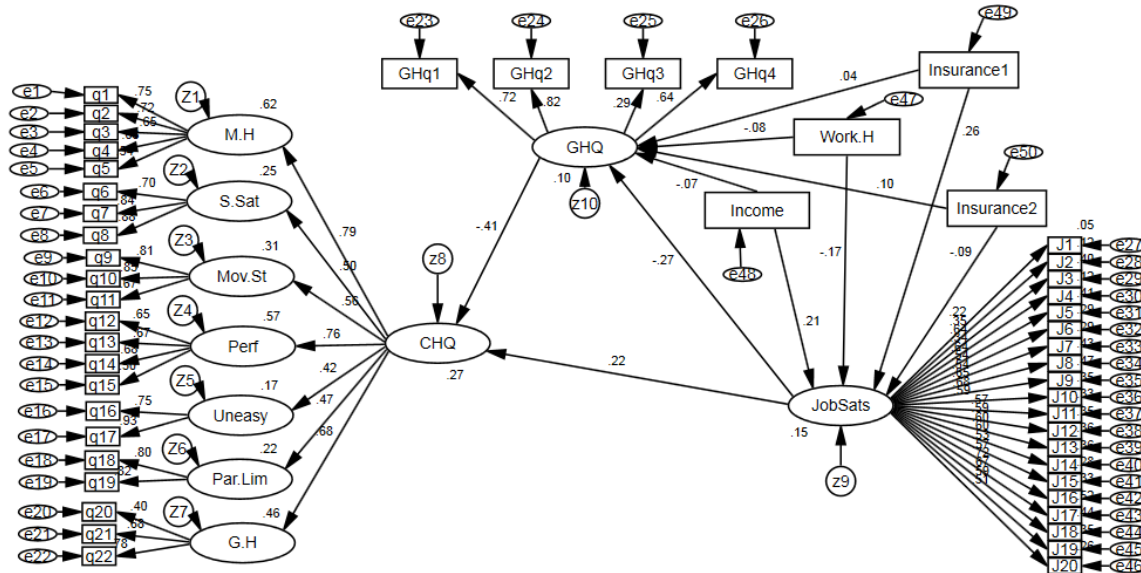 e49
e23 e24 e25 e26
GHq1 GHq2 GHq3 GHq4 Insurance1
.72 .82 .29 .64 .04
e1 q1 .75 Z1 .62
e2 q2 .72
e3 q3 .65 M.H
e4 q4
e5 q5
e47
-.08 Work.H .26
GHQ
.10 z10
e50
-.07 .10
Income Insurance2
e48
Z2 .25
e6 q6 .70
e7 q7 .84 S.Sat
e8 q8
-.41 -.27 -.17 -.09
.79
.50
Z3 .31
e9 q9 .81
e10 q10 Mov.St
e11 q11
.56
z8
Z4 .57
e12 q12 .65
e13 q13 .67 Perf .76 CHQ
e14 q14
e15 q15
.27
.22 .21
JobSats
.15
z9
Z5 .17
e16 q16 .75 Uneasy .42
e17 q17 .93
.47
Z6 .22
e18 q18 .80 Par.Lim
e19 q19
.68
Z7 .46
e20 q20 .40
e21 q21 G.H
e22 q22 .78
.05
J1 e27
J2 e28
J3 e29
J4 e30
J5 e31
J6 e32
J7 e33
J8 e34
J9 e35
J10 e36
J11 e37
J12 e38
J13 e39
J14 e40
J15 e41
J16 e42
J17 e43
J18 e44
J19 e45
J20 e46
.22
.59
.57
.51